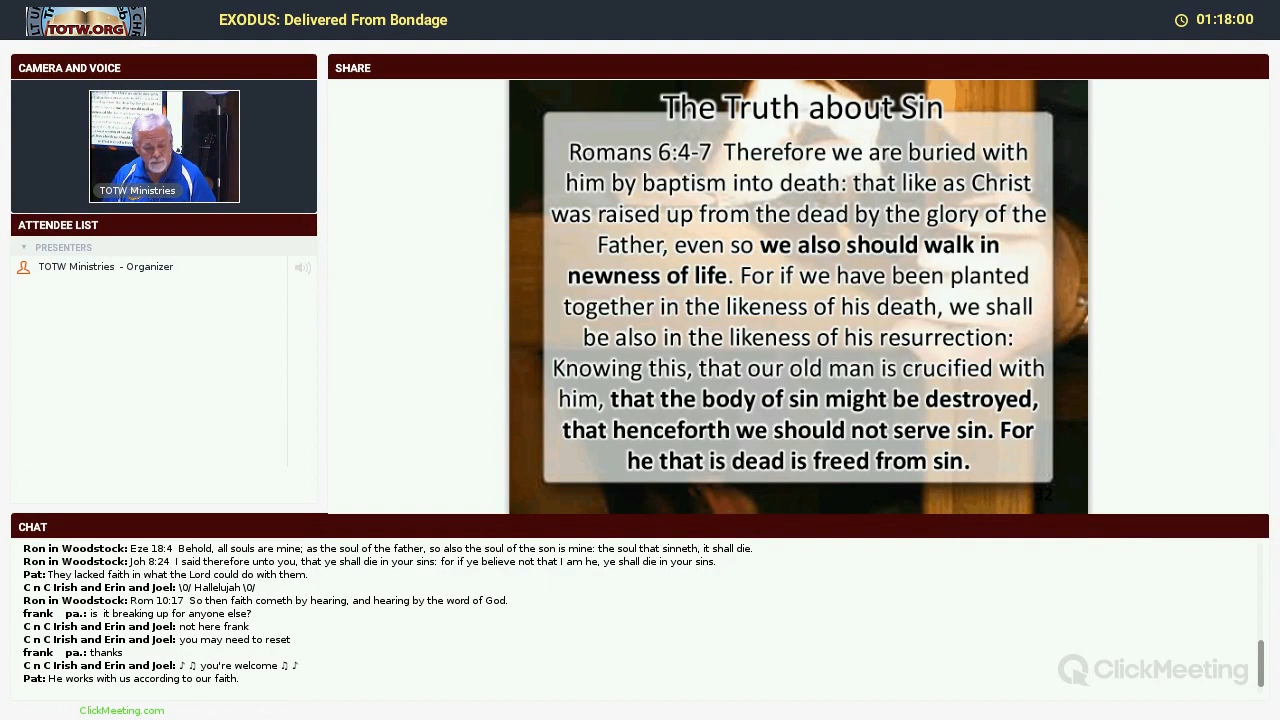 TOTW.ORG
EXODUS: Delivered From Bondage
01:18:00
CAMERA AND VOICE
TOTW Ministries
ATTENDEE LIST
PRESENTERS
TOTW Ministries - Organizer
SHARE
The Truth about Sin
Romans 6:4-7 Therefore we are buried with
him by baptism into death: that like as Christ
was raised up from the dead by the glory of the
Father, even so we also should walk in
newness of life. For if we have been planted
together in the likeness of his death, we shall
be also in the likeness of his resurrection:
Knowing this, that our old man is crucified with
him, that the body of sin might be destroyed,
that henceforth we should not serve sin. For
he that is dead is freed from sin.
CHAT
Ron in Woodstock: Eze 18:4 Behold, all souls are mine; as the soul of the father, so also the soul of the son is mine: the soul that sinneth, it shall die.
Ron in Woodstock: Joh 8:24 I said therefore unto you, that ye shall die in your sins: for if ye believe not that I am he, ye shall die in your sins.
Pat: They lacked faith in what the Lord could do with them.
C n C Irish and Erin and Joel: \0/ Hallelujah \0/
Ron in Woodstock: Rom 10:17 So then faith cometh by hearing, and hearing by the word of God.
frank pa.: is it breaking up for anyone else?
C n C Irish and Erin and Joel: not here frank
C n C Irish and Erin and Joel: you may need to reset
frank pa.: thanks
C n C Irish and Erin and Joel: ♪ ♫ you're welcome ♫ ♪
Pat: He works with us according to our faith.
ClickMeeting
ClickMeeting.com